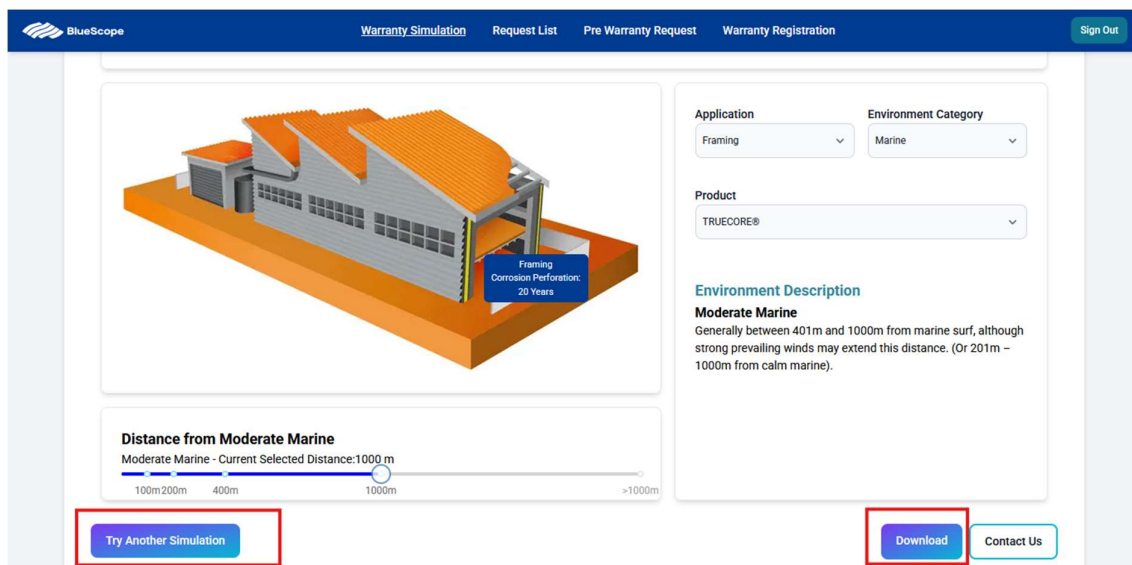 BlueScope
Warranty Simulation
Request List
Pre Warranty Request
Warranty Registration
Sign Out
Framing
Corrosion Perforation:
20 Years
Application
Framing
Environment Category
Marine
Product
TRUECORE®
Environment Description
Moderate Marine
Generally between 401m and 1000m from marine surf, although
strong prevailing winds may extend this distance. (Or 201m –
1000m from calm marine).
Distance from Moderate Marine
Moderate Marine - Current Selected Distance:1000 m
100m
200m
400m
1000m
>1000m
Try Another Simulation
Download
Contact Us